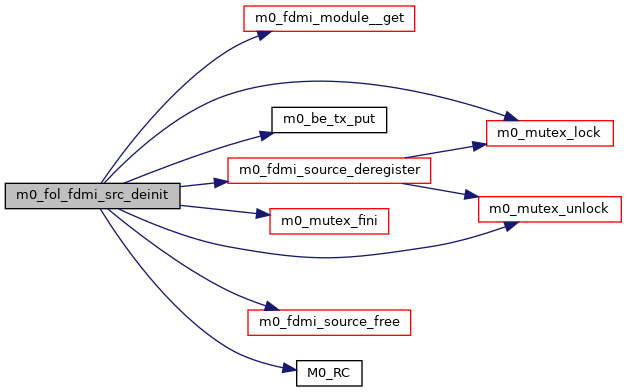 m0_fdmi_module__get
m0_mutex_lock
m0_be_tx_put
m0_fdmi_source_deregister
m0_fol_fdmi_src_deinit
m0_mutex_unlock
m0_mutex_fini
m0_fdmi_source_free
M0_RC